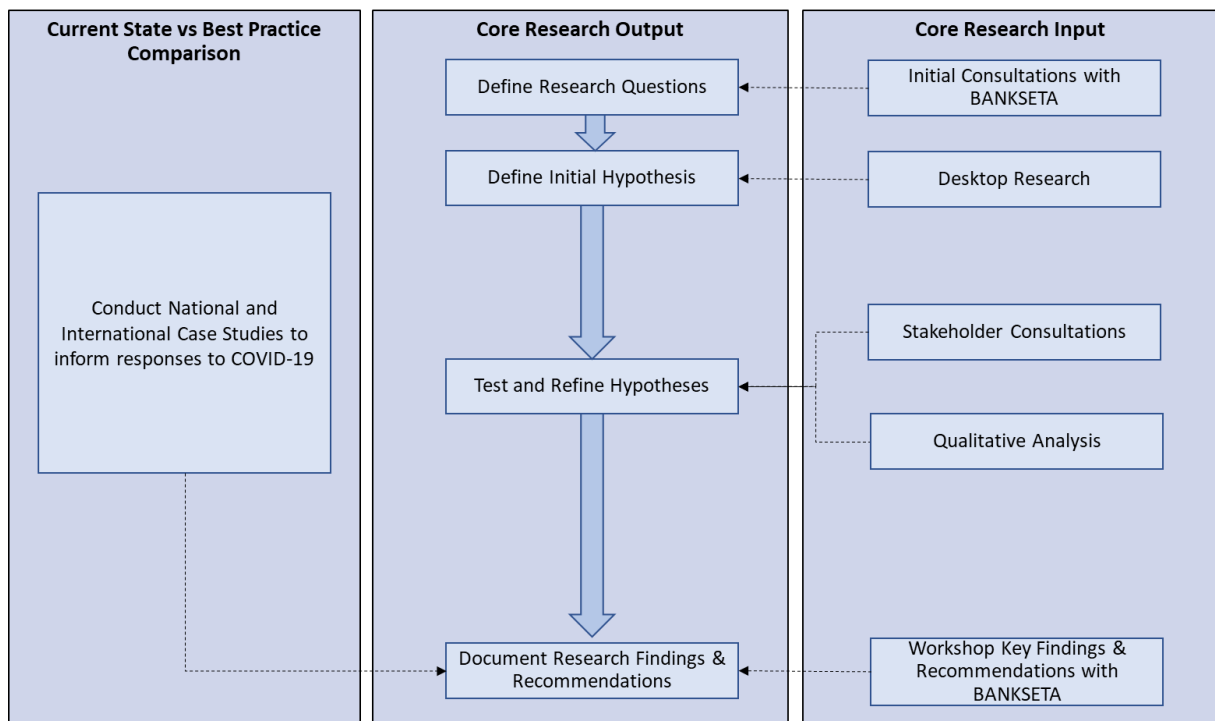 Current State vs Best Practice
Comparison
Conduct National and
International Case Studies to
inform responses to COVID-19
Core Research Output
Define Research Questions
Define Initial Hypothesis
Test and Refine Hypotheses
Document Research Findings &
Recommendations
Core Research Input
Initial Consultations with
BANKSETA
Desktop Research
Stakeholder Consultations
Qualitative Analysis
Workshop Key Findings &
Recommendations with
BANKSETA